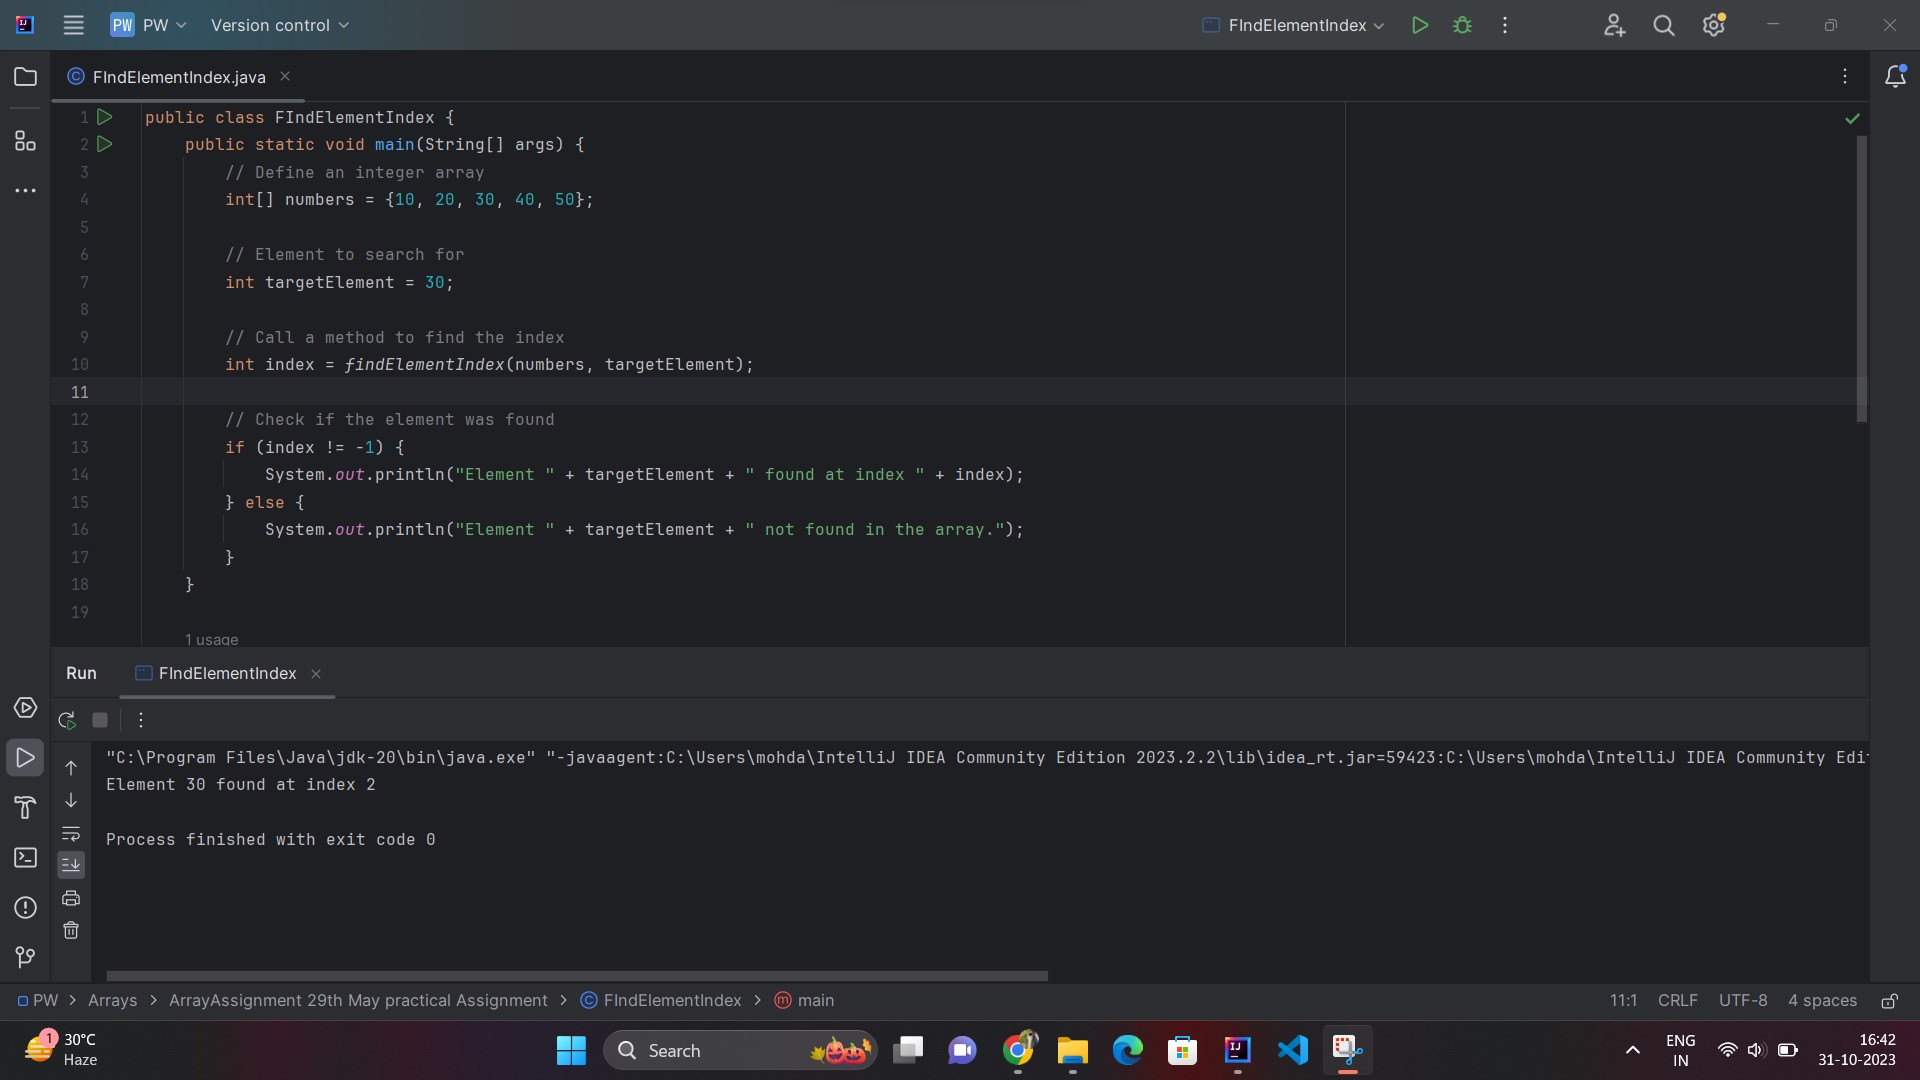 PW PW Version control FIndElementIndex
FIndElementIndex.java
1 public class FIndElementIndex {
2 public static void main(String[] args) {
3 // Define an integer array
4 int[] numbers = {10, 20, 30, 40, 50};
5
6 // Element to search for
7 int targetElement = 30;
8
9 // Call a method to find the index
10 int index = findElementIndex(numbers, targetElement);
11
12 // Check if the element was found
13 if (index != -1) {
14 System.out.println("Element " + targetElement + " found at index " + index);
15 } else {
16 System.out.println("Element " + targetElement + " not found in the array.");
17 }
18 }
19
1 usage
Run FIndElementIndex
"C:\Program Files\Java\jdk-20\bin\java.exe" "-javaagent:C:\Users\mohda\IntelliJ IDEA Community Edition 2023.2.2\lib\idea_rt.jar=59423:C:\Users\mohda\IntelliJ IDEA Community Edi
Element 30 found at index 2
Process finished with exit code 0
PW > Arrays > ArrayAssignment 29th May practical Assignment > FIndElementIndex > main 11:1 CRLF UTF-8 4 spaces
1 30°C
Haze
Search
ENG
IN
16:42
31-10-2023